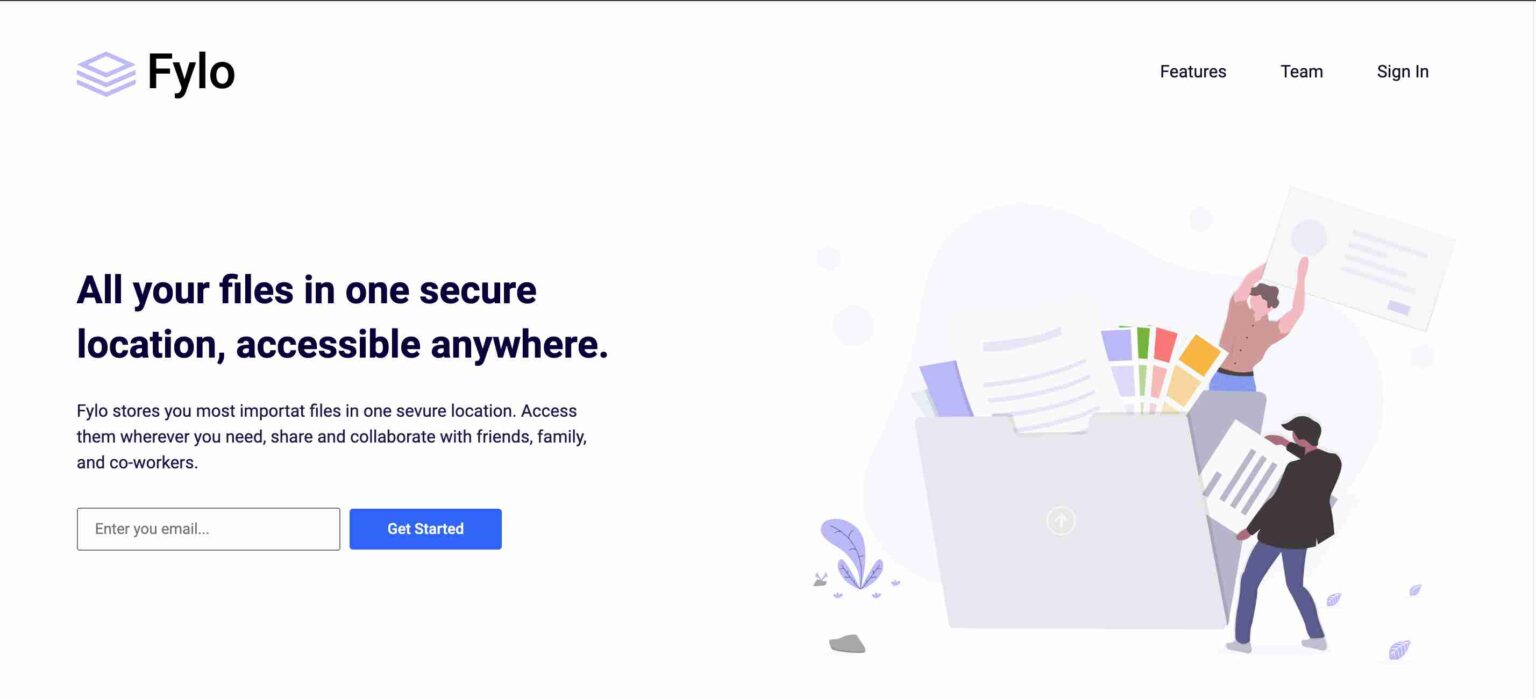 Fylo
Features
Team
Sign In
All your files in one secure
location, accessible anywhere.
Fylo stores you most importat files in one sevure location. Access
them wherever you need, share and collaborate with friends, family,
and co-workers.
Enter you email...
Get Started